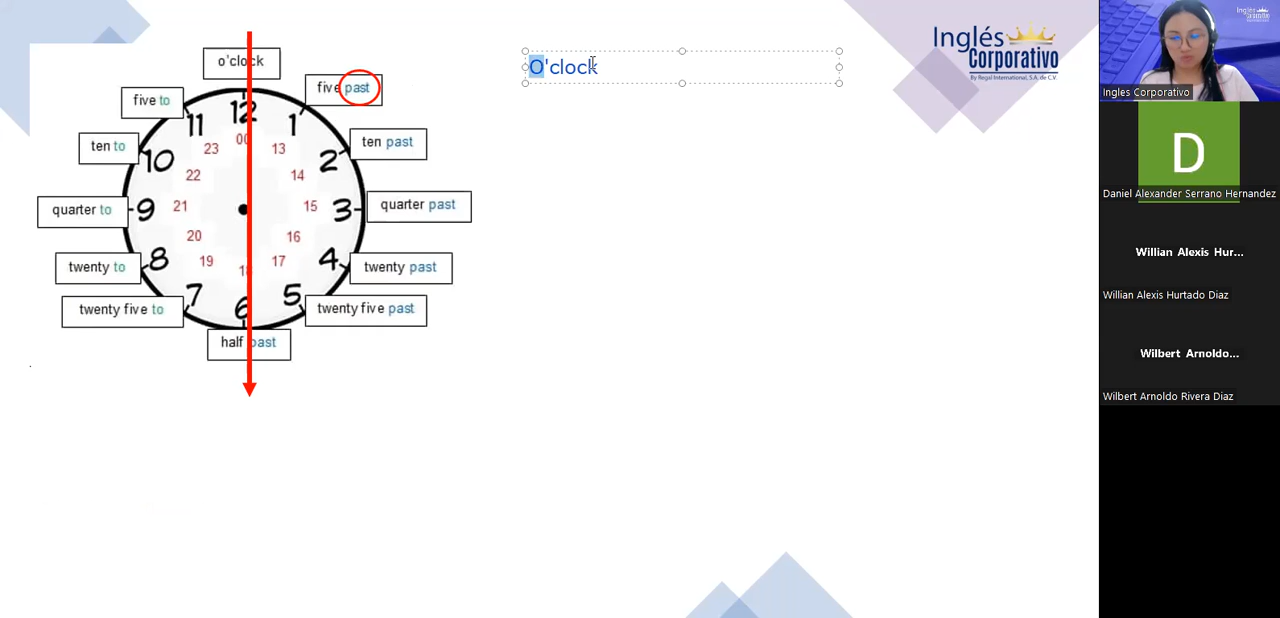 o'clock
five past
five to
ten to
ten past
quarter to
quarter past
twenty to
twenty past
twenty five to
twenty five past
half past
12
1
2
3
4
5
6
7
8
9
10
11
00
13
14
15
16
17
19
20
21
22
23
O'clock
Inglés
Corporativo
By Regal International, S.A. de C.V.
Ingles Corporativo
D
Daniel Alexander Serrano Hernandez
Willian Alexis Hur...
Willian Alexis Hurtado Diaz
Wilbert Arnoldo...
Wilbert Arnoldo Rivera Diaz